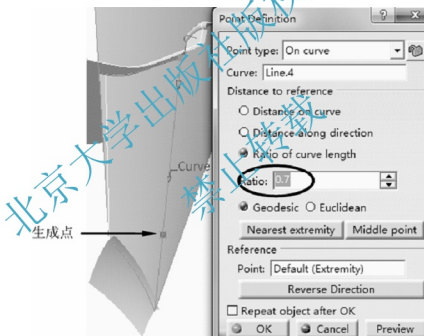 Point Definition
Point type: On curve
Curve: Line.4
Distance to reference
Distance on curve
Distance along direction
Ratio of curve length
Ratio: 0.7
Geodesic Euclidean
Nearest extremity Middle point
Reference
Point: Default (Extremity)
Reverse Direction
Repeat object after OK
OK Cancel Preview
Curve
生成点
北京大学出版社版权
禁止转载